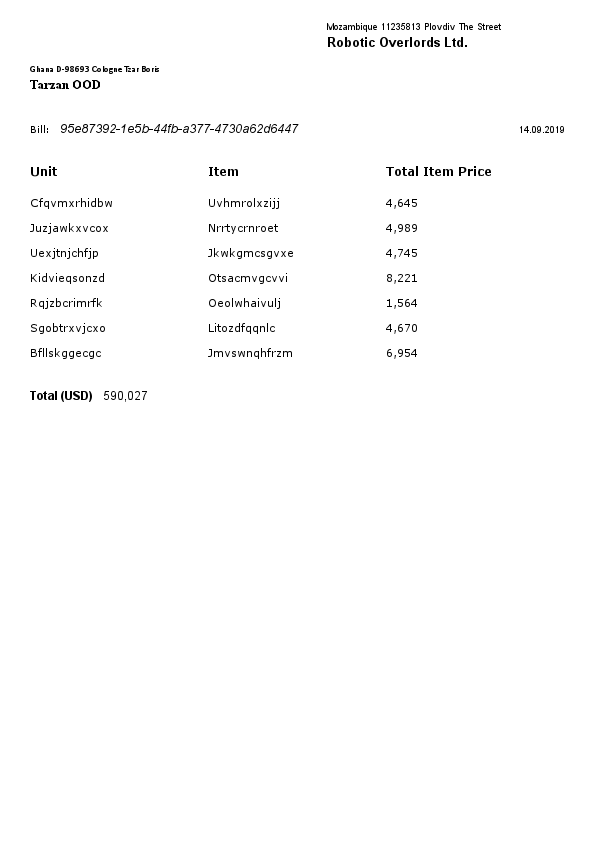 Mozambique 11235813 Plovdiv The Street
Robotic Overlords Ltd.
Ghana D-98693 Cologne Tzar Boris
Tarzan OOD
Bill: 95e87392-1e5b-44fb-a377-4730a62d6447 14.09.2019
Unit Item Total Item Price
Cfqvmxrhidbw Uvhmrolxzijj 4,645
Juzjawkxvcox Nrrtycrnroet 4,989
Uexjtnjchfjp Jkwkgmcsgvxe 4,745
Kidvieqsonzd Otsacmvgcvvi 8,221
Rqjzbcrimrfk Oeolwhaivulj 1,564
Sgobtrxvjcxo Litozdfqqnlc 4,670
Bfllskggecgc Jmvswnqhfrzm 6,954
Total (USD) 590,027